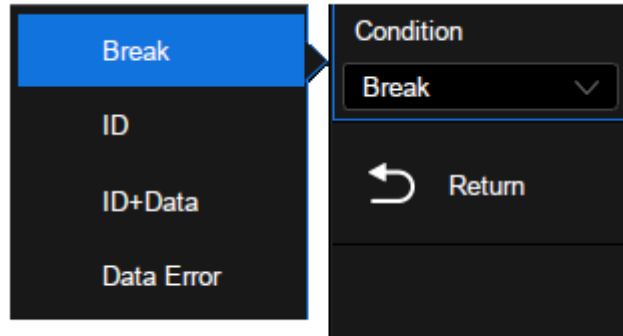 Break
ID
ID+Data
Data Error
Condition
Break
Return